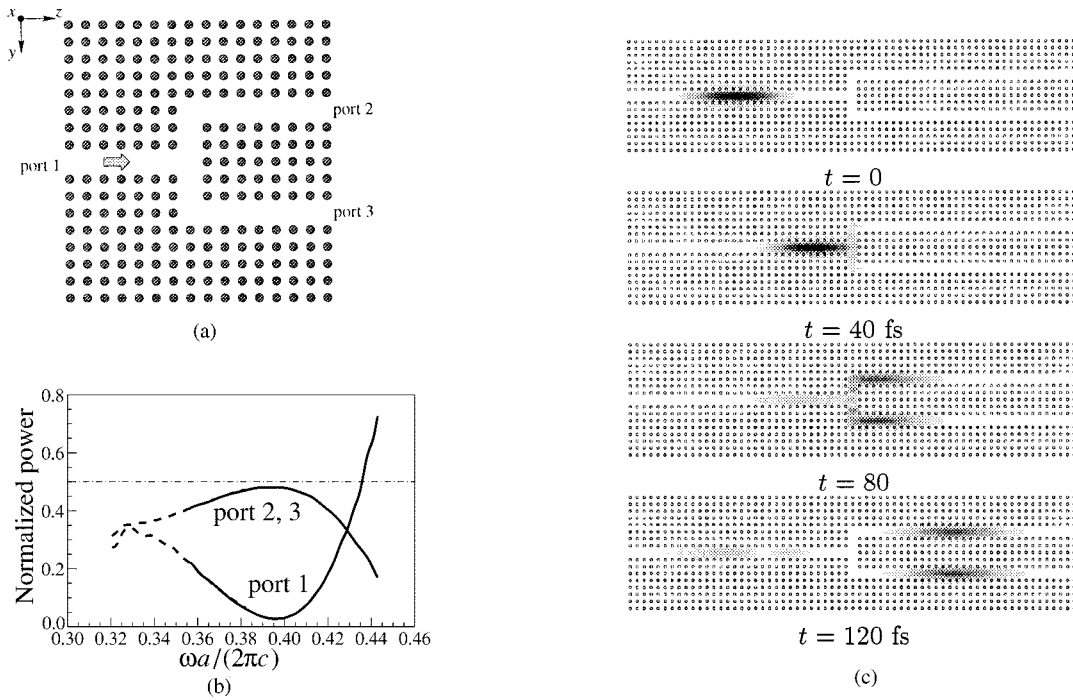 x
z
y
port 2
port 1
port 3
(a)
Normalized power
0.8
0.6
0.4
0.2
0.0
port 2, 3
port 1
0.30 0.32 0.34 0.36 0.38 0.40 0.42 0.44 0.46
ωa/(2πc)
(b)
t = 0
t = 40 fs
t = 80
t = 120 fs
(c)